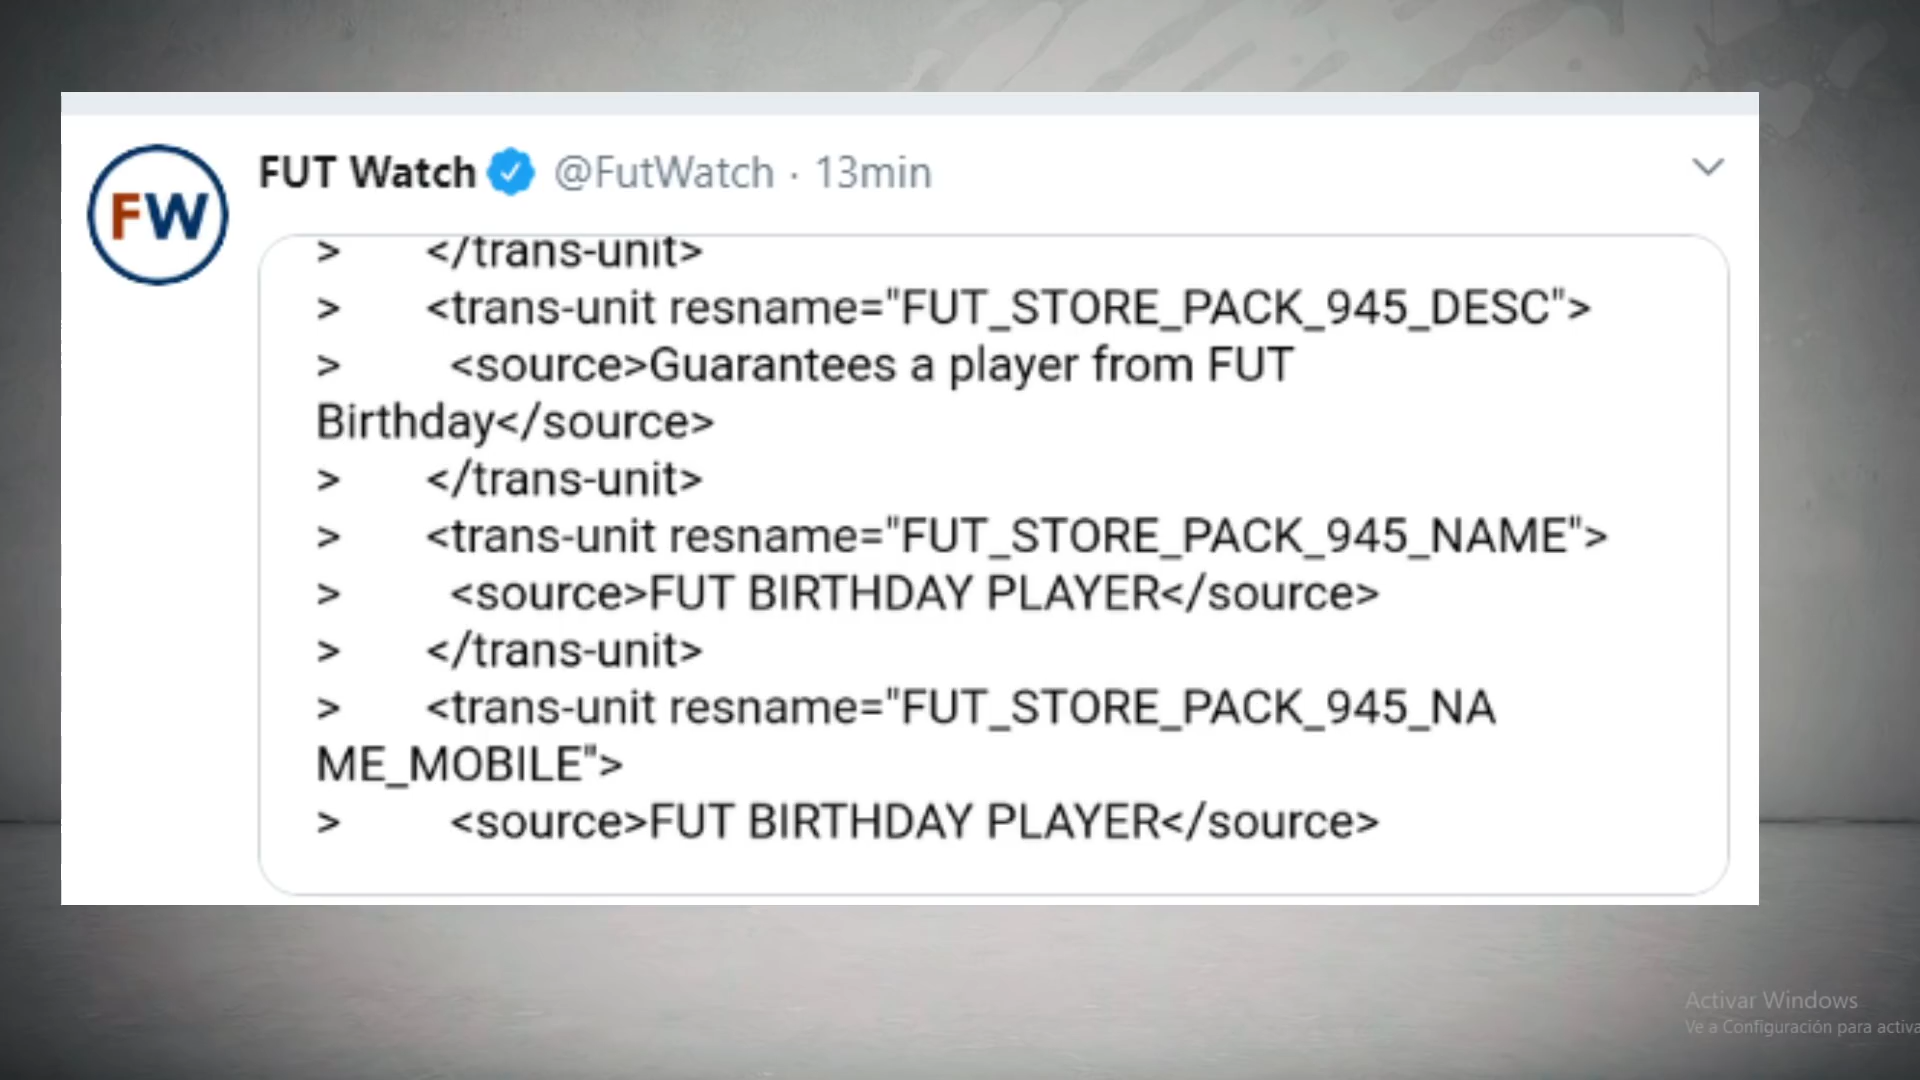 FUT Watch @FutWatch · 13min
FW
> </trans-unit>
> <trans-unit resname="FUT_STORE_PACK_945_DESC">
> <source>Guarantees a player from FUT
Birthday</source>
> </trans-unit>
> <trans-unit resname="FUT_STORE_PACK_945_NAME">
> <source>FUT BIRTHDAY PLAYER</source>
> </trans-unit>
> <trans-unit resname="FUT_STORE_PACK_945_NA
ME_MOBILE">
> <source>FUT BIRTHDAY PLAYER</source>
Activar Windows
Ve a Configuración para activa